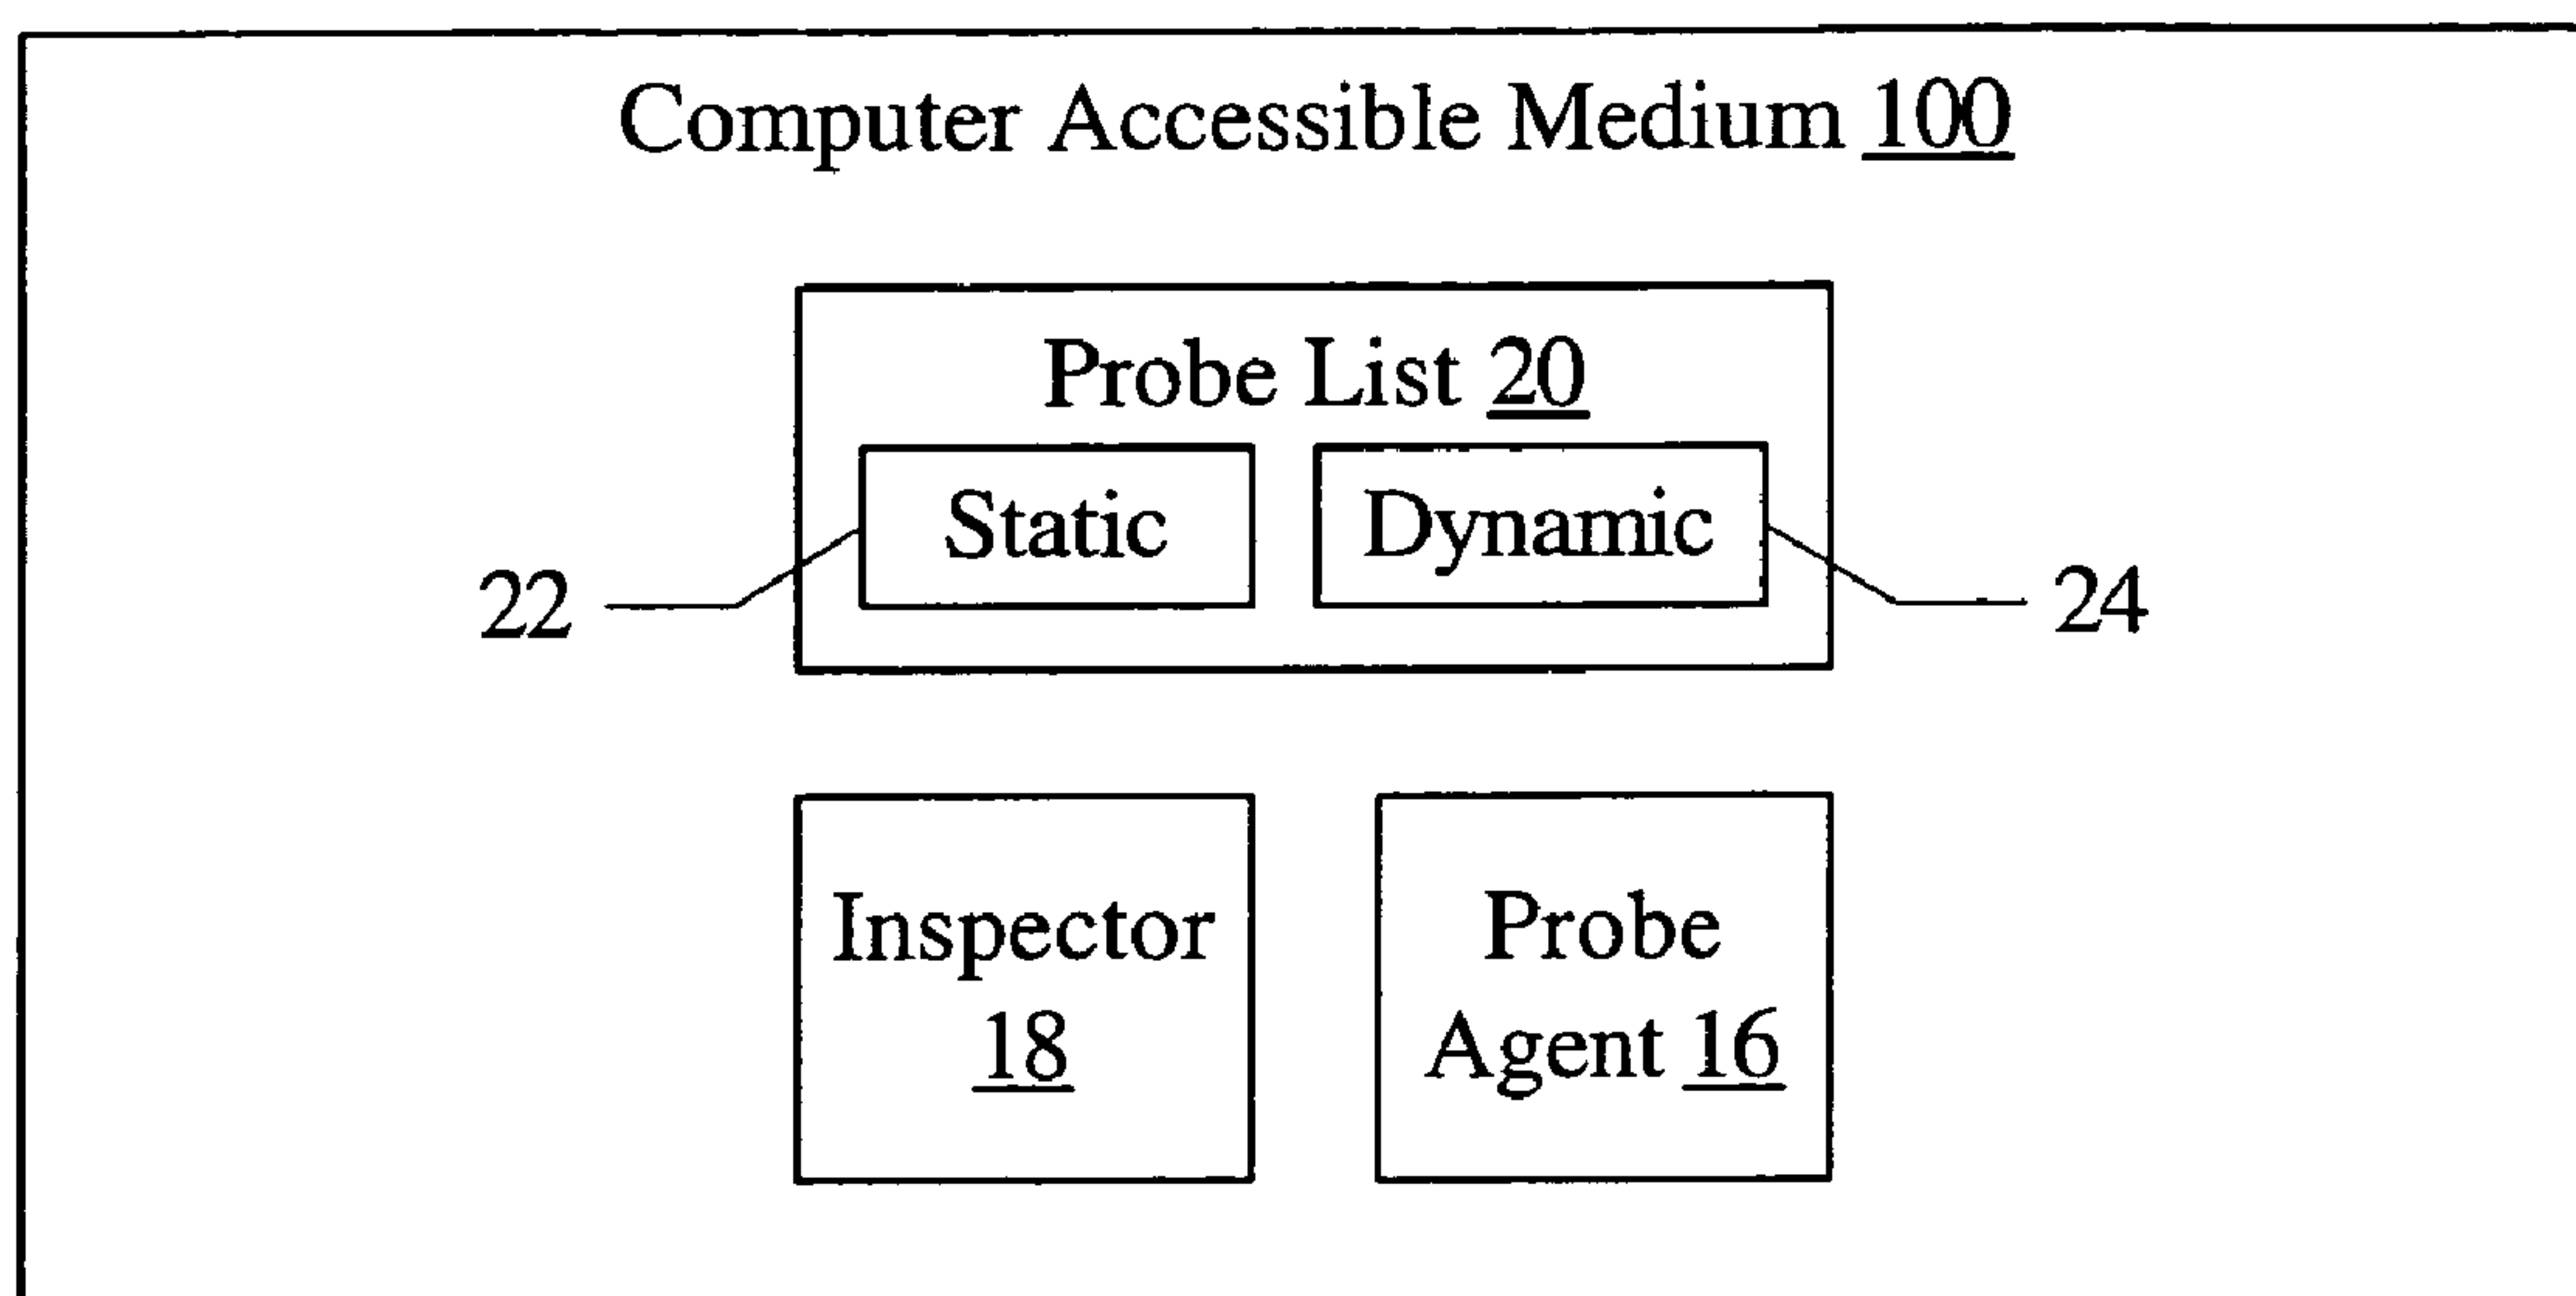 Computer Accessible Medium 100
Probe List 20
Static
Dynamic
22
24
Inspector
18
Probe
Agent 16